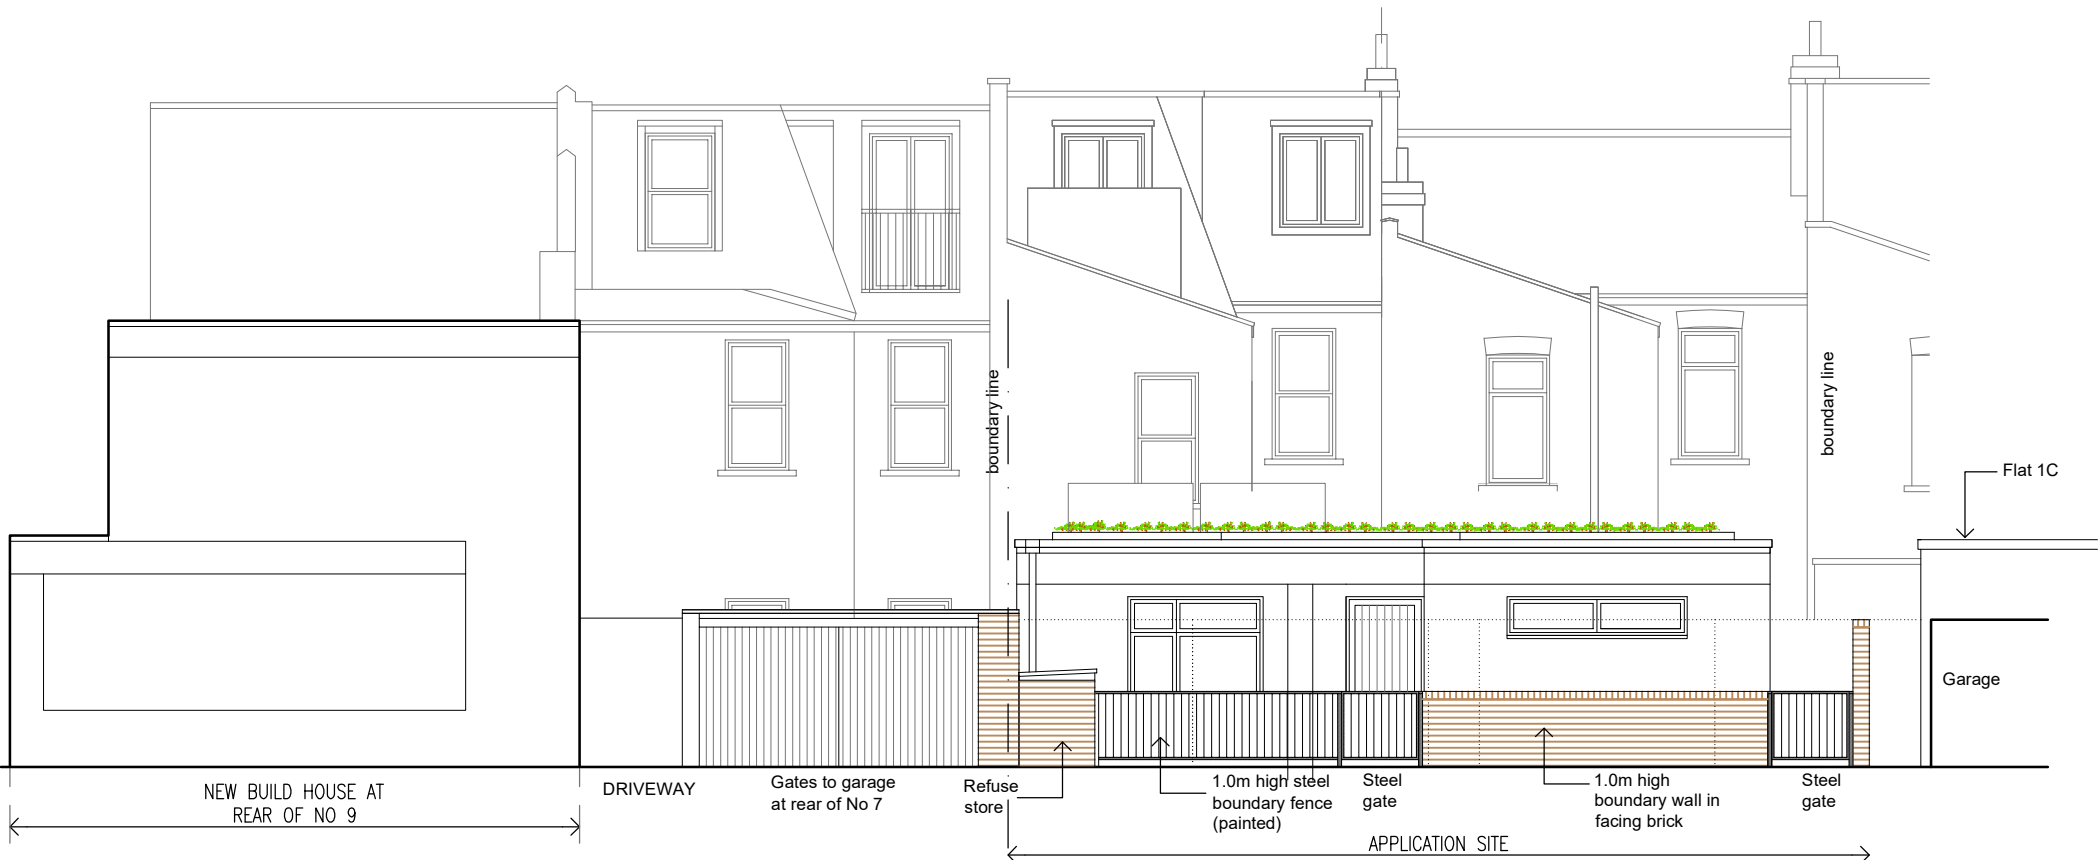 boundary line
boundary line
Flat 1C
Garage
NEW BUILD HOUSE AT
REAR OF NO 9
DRIVEWAY
Gates to garage
at rear of No 7
Refuse
store
1.0m high steel
boundary fence
(painted)
Steel
gate
1.0m high
boundary wall in
facing brick
Steel
gate
APPLICATION SITE